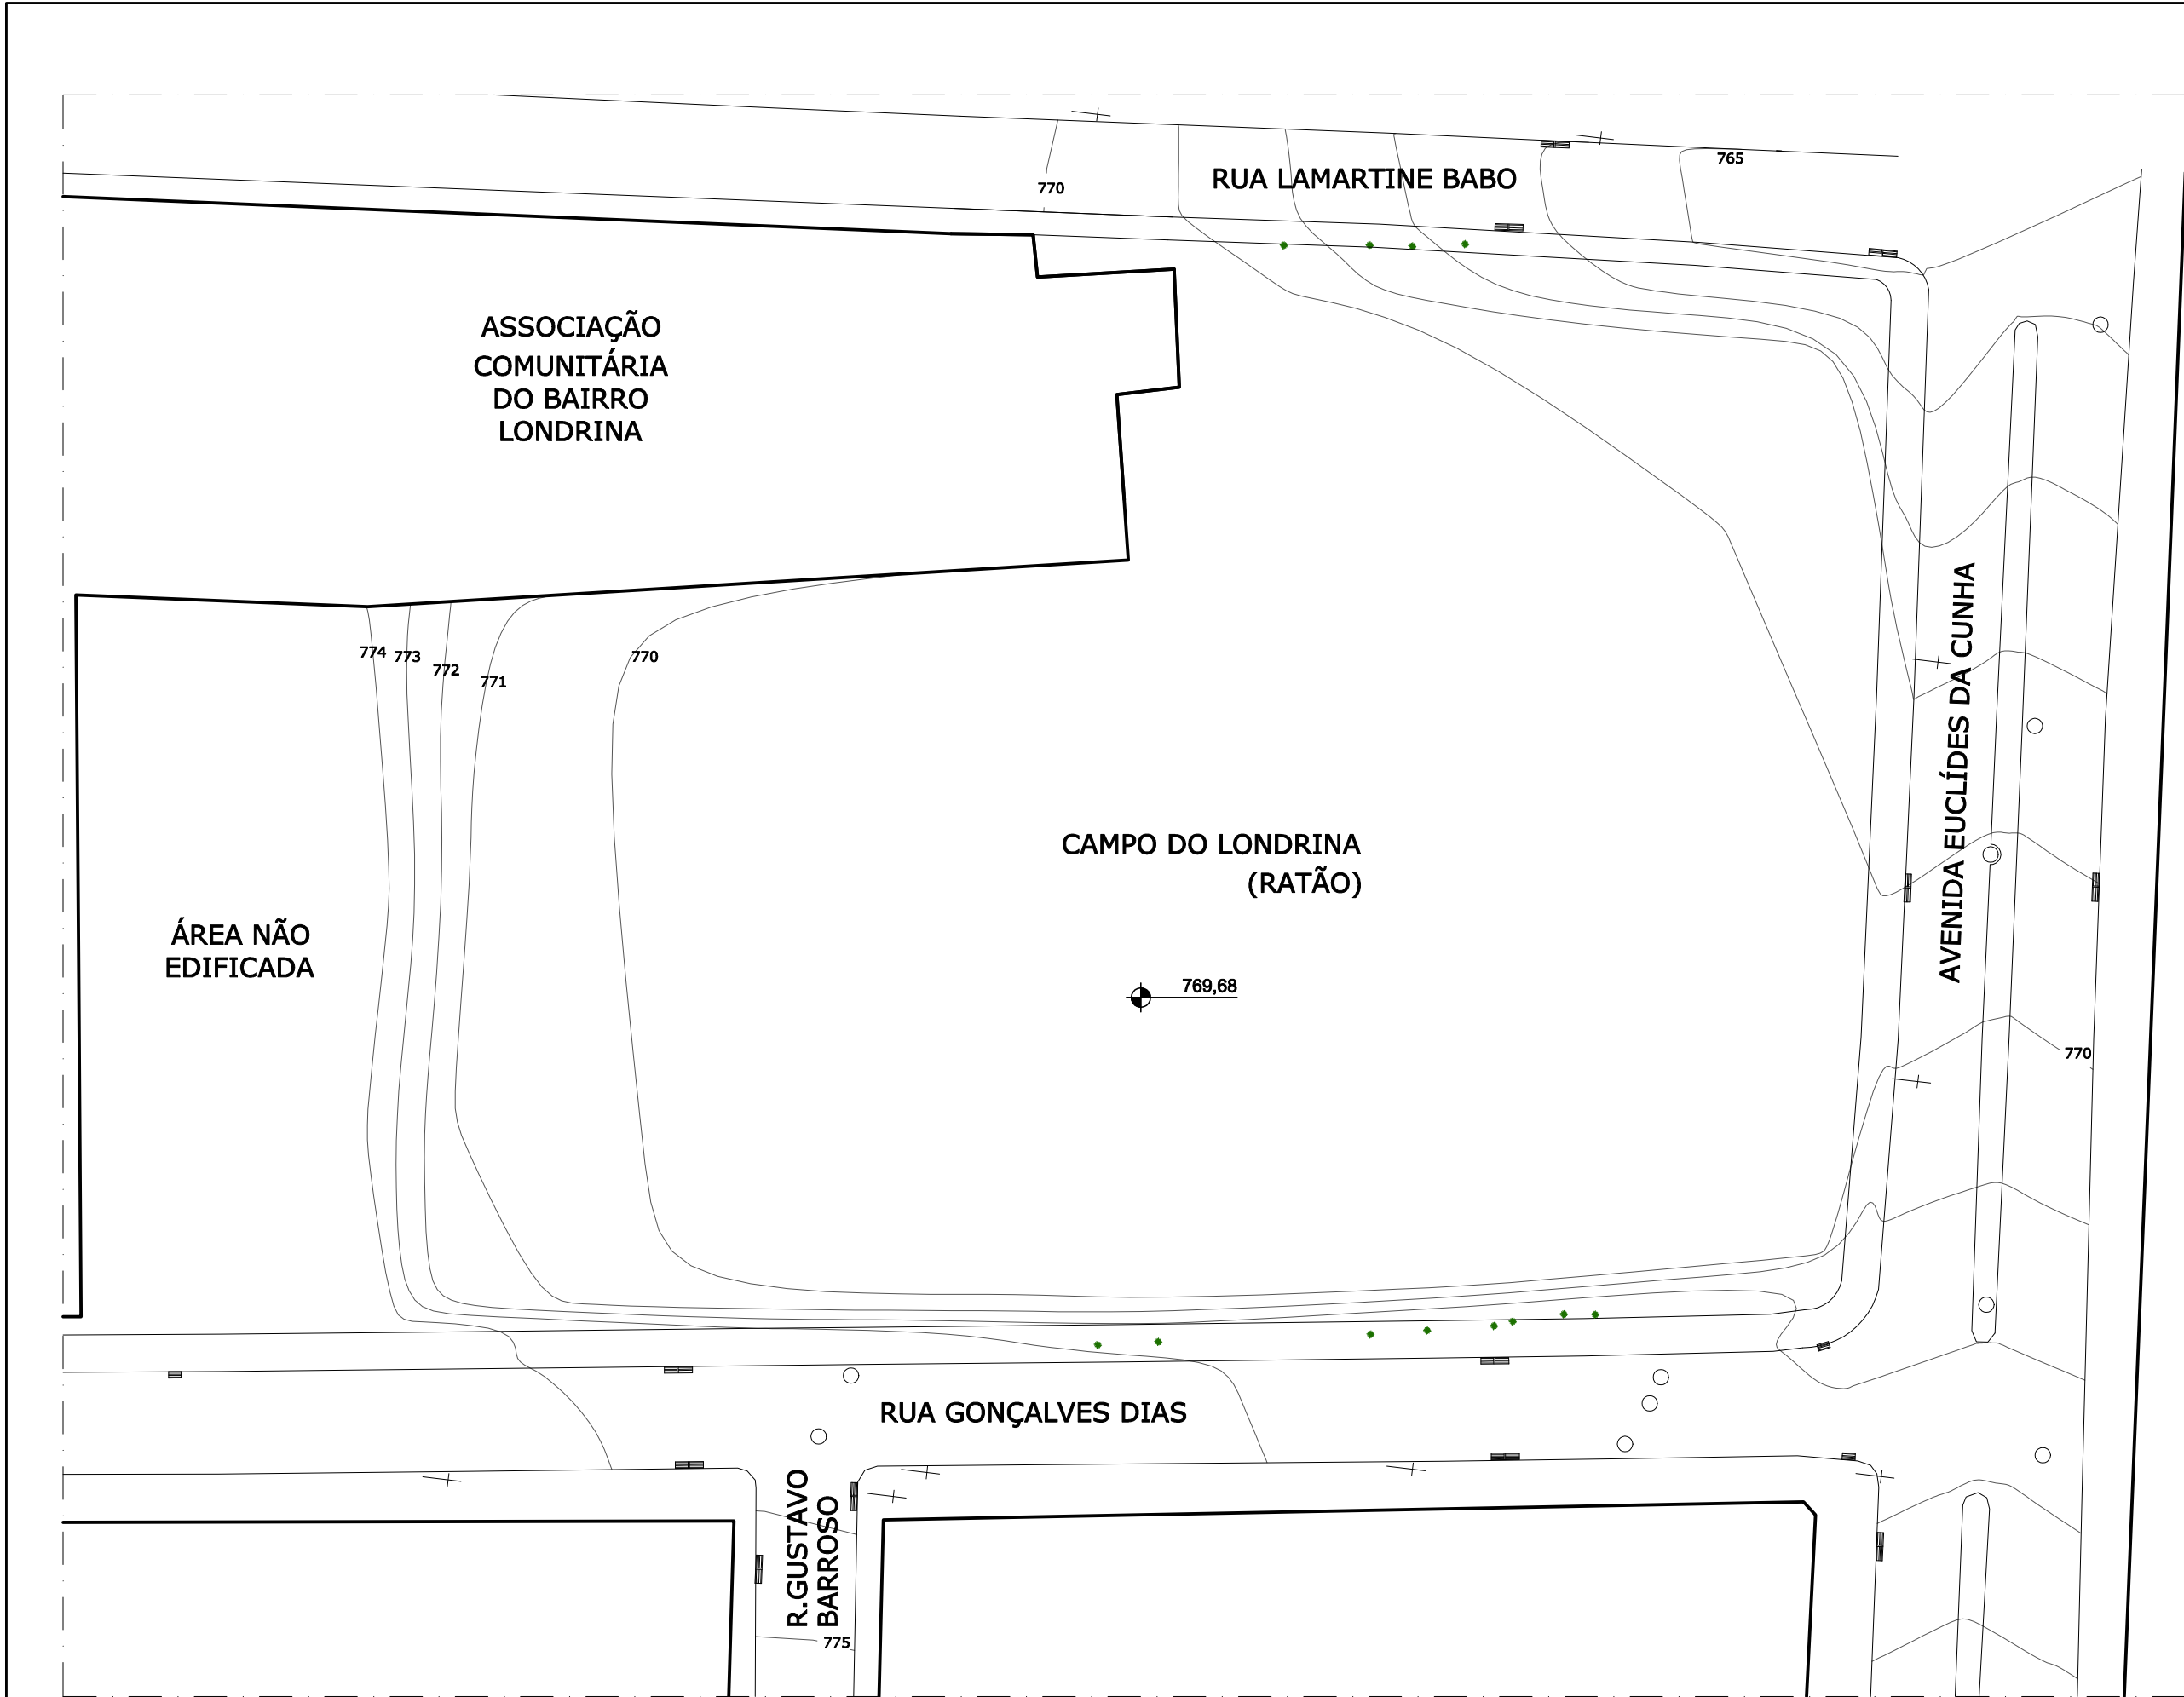 765
RUA LAMARTINE BABO
770
ASSOCIAÇÃO
COMUNITÁRIA
DO BAIRRO
LONDRINA
774
773
772
771
770
AVENIDA EUCLÍDES DA CUNHA
CAMPO DO LONDRINA
(RATÃO)
ÁREA NÃO
EDIFICADA
769,68
770
RUA GONÇALVES DIAS
R.GUSTAVO
BARROSO
775